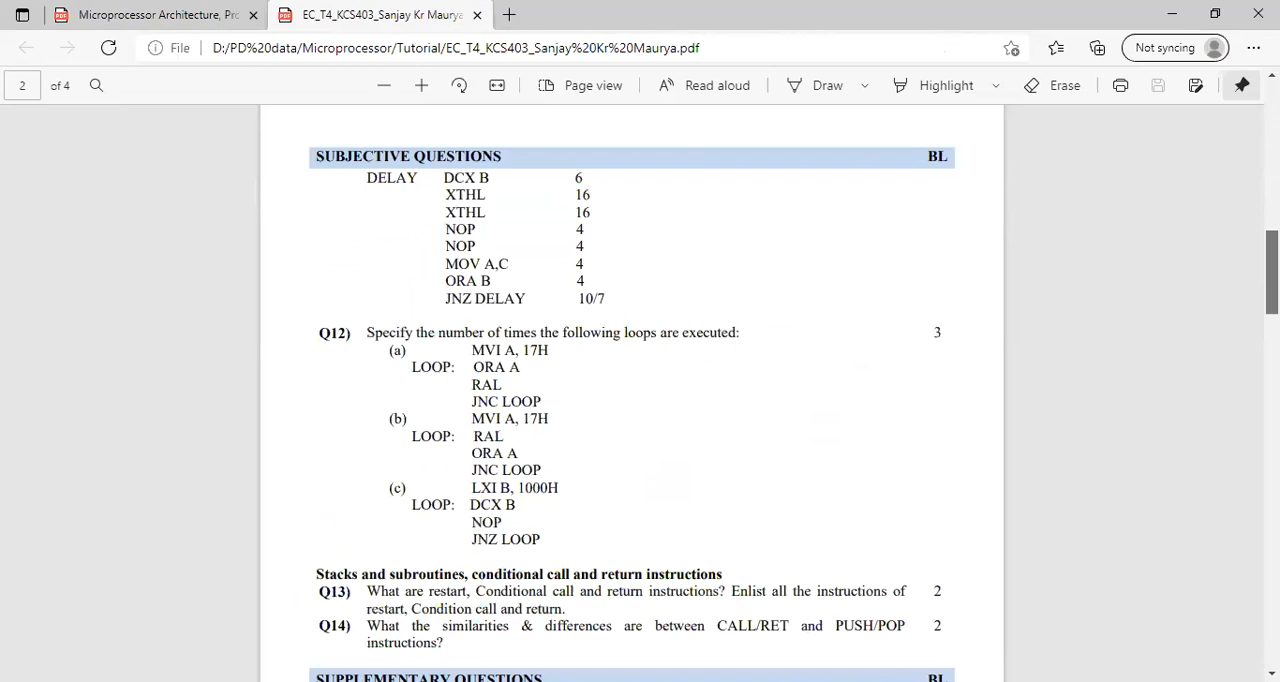 Microprocessor Architecture, Pro
EC_T4_KCS403_Sanjay Kr Maurya
File D:/PD%20data/Microprocessor/Tutorial/EC_T4_KCS403_Sanjay%20Kr%20Maurya.pdf Not syncing
2 of 4 Page view Read aloud Draw Highlight Erase
SUBJECTIVE QUESTIONS BL
DELAY DCX B 6
XTHL 16
XTHL 16
NOP 4
NOP 4
MOV A,C 4
ORA B 4
JNZ DELAY 10/7
Q12) Specify the number of times the following loops are executed: 3
(a) MVI A, 17H
LOOP: ORA A
RAL
JNC LOOP
(b) MVI A, 17H
LOOP: RAL
ORA A
JNC LOOP
(c) LXI B, 1000H
LOOP: DCX B
NOP
JNZ LOOP
Stacks and subroutines, conditional call and return instructions
Q13) What are restart, Conditional call and return instructions? Enlist all the instructions of 2
restart, Condition call and return.
Q14) What the similarities & differences are between CALL/RET and PUSH/POP 2
instructions?
SUPPLEMENTARY QUESTIONS BL